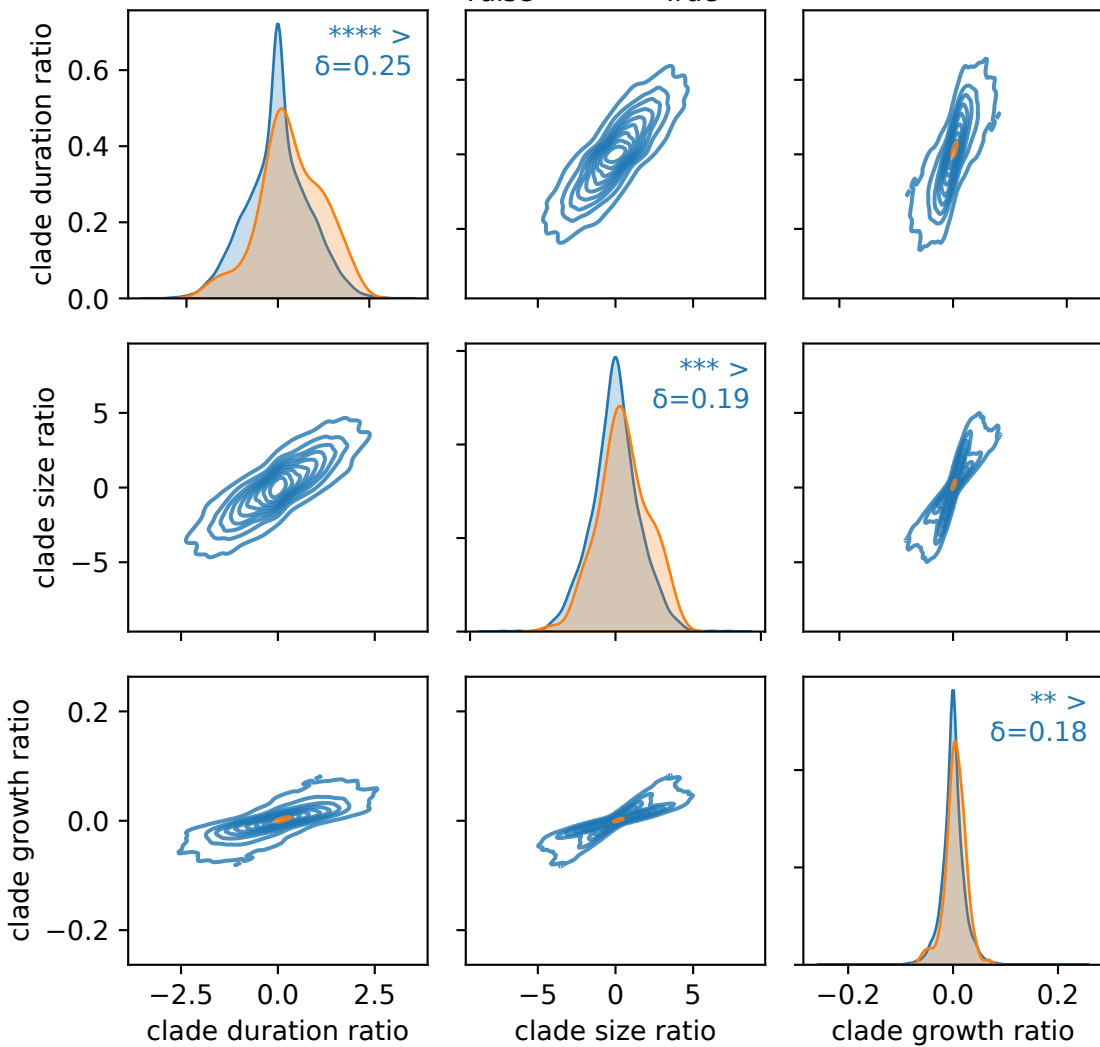 False True
clade duration ratio
0.6
0.4
0.2
0.0
**** >
δ=0.25
clade size ratio
5
0
−5
*** >
δ=0.19
clade growth ratio
0.2
0.0
−0.2
** >
δ=0.18
−2.5 0.0 2.5
−5 0 5
−0.2 0.0 0.2
clade duration ratio
clade size ratio
clade growth ratio